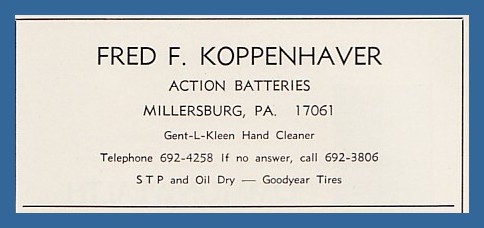 FRED F. KOPPENHAVER
ACTION BATTERIES
MILLERSBURG, PA. 17061
Gent-L-Kleen Hand Cleaner
Telephone 692-4258 If no answer, call 692-3806
STP and Oil Dry — Goodyear Tires